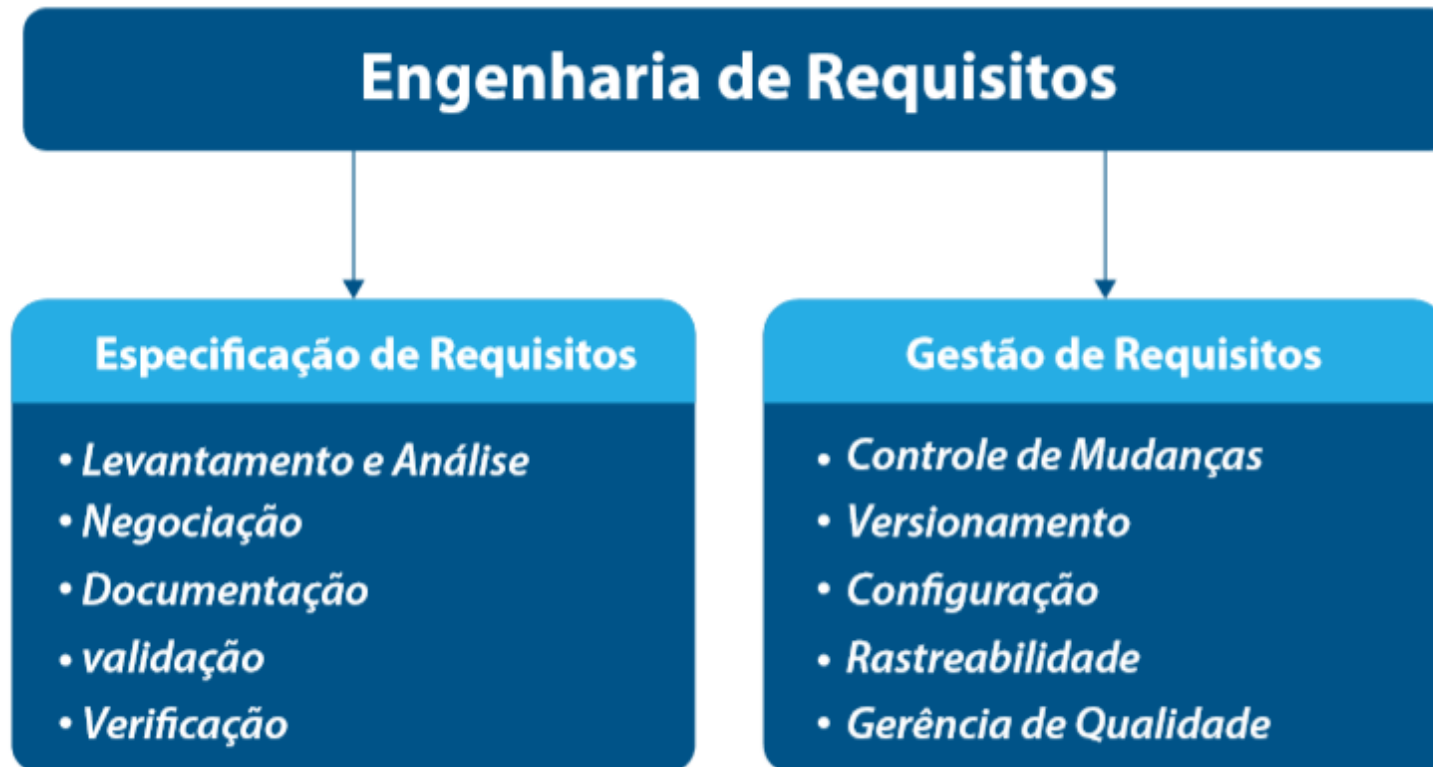 Engenharia de Requisitos
Especificação de Requisitos
• Levantamento e Análise
• Negociação
• Documentação
• validação
• Verificação
Gestão de Requisitos
• Controle de Mudanças
• Versionamento
• Configuração
• Rastreabilidade
• Gerência de Qualidade